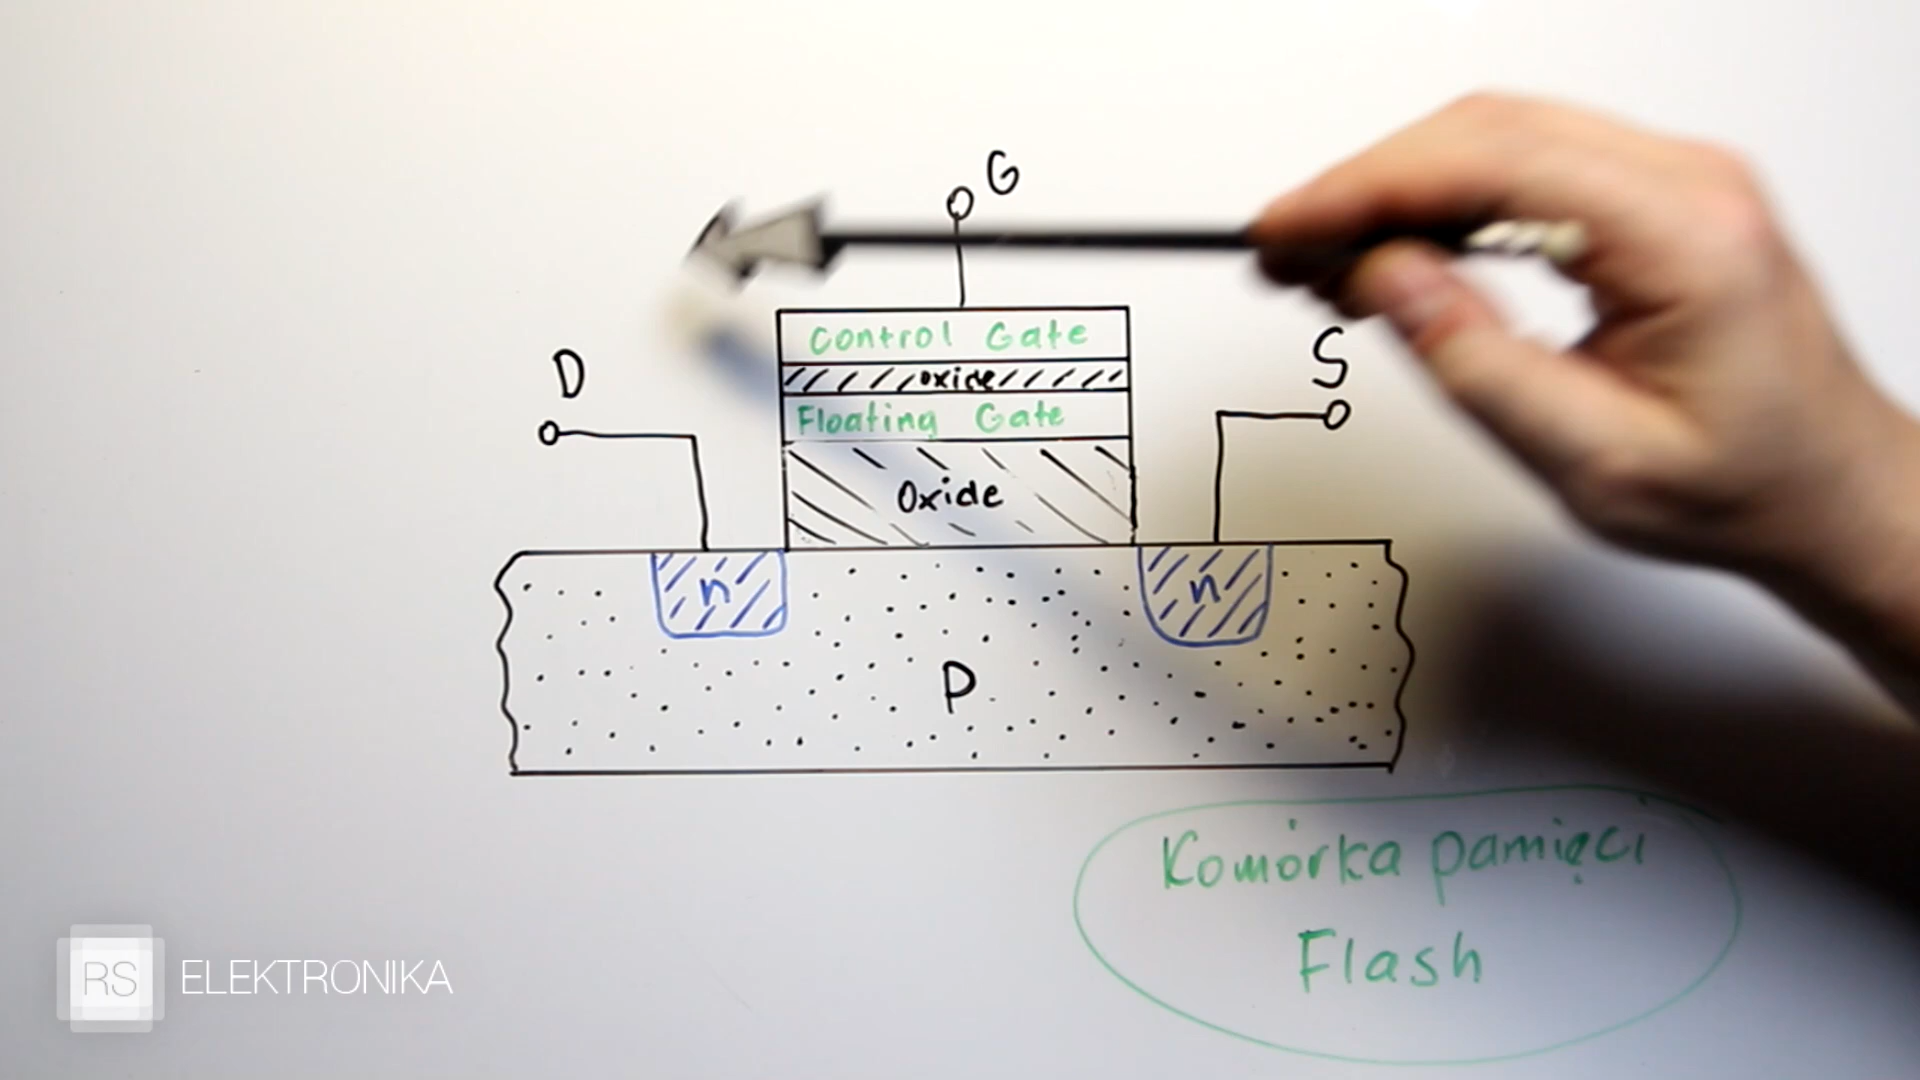 G
Control Gate
D
oxide
S
Floating Gate
Oxide
n
n
P
Komórka pamięci
Flash
RS ELEKTRONIKA